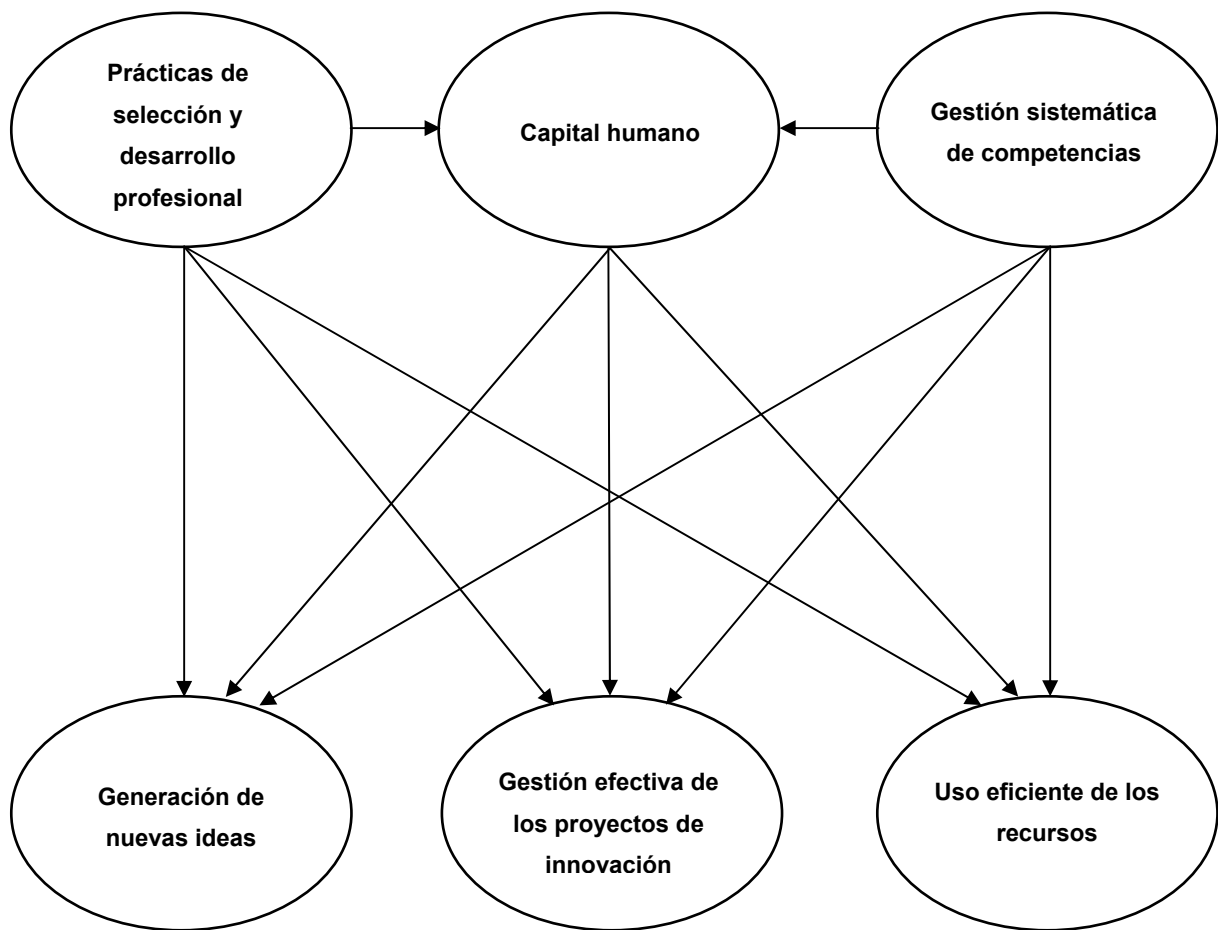 Prácticas de
selección y
desarrollo
profesional
Capital humano
Gestión sistemática
de competencias
Generación de
nuevas ideas
Gestión efectiva de
los proyectos de
innovación
Uso eficiente de los
recursos